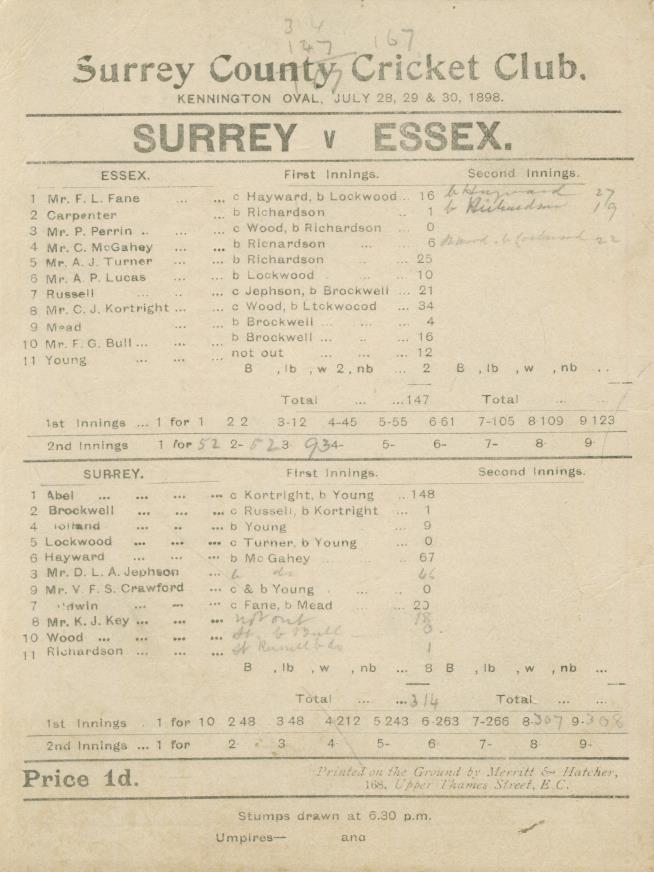 3 4
147 167
Surrey County Cricket Club.
KENNINGTON OVAL, JULY 28, 29 & 30, 1898.
SURREY v ESSEX.
ESSEX. First Innings. Second Innings.
1 Mr. F. L. Fane ... ... c Hayward, b Lockwood .. 16 b Hayward 27
2 Carpenter ... b Richardson .. 1 b Richardson 19
3 Mr. P. Perrin .. ... c Wood, b Richardson ... 0
4 Mr. C. McGahey ... ... b Richardson ... ... 6 b Lockwood 22
5 Mr. A. J. Turner ... ... b Richardson .. ... 25
6 Mr. A. P. Lucas ... ... b Lockwood . .. ... 10
7 Russell ... .. ... c Jephson, b Brockwell ... 21
8 Mr. C. J. Kortright ... ... c Wood, b Ltckwocod ... 34
9 Mead ... ... b Brockwell ... ... ... 4
10 Mr. F. G. Bull ... ... ... b Brockwell ... .. ... 16
11 Young ... ... ... not out ... ... ... 12
B , lb , w 2, nb ... 2 B , lb , w , nb ...
Total ... ... 147 Total ... ...
1st Innings ... 1 for 1 2 2 3-12 4-45 5-55 6 61 7-105 8 109 9 123
2nd Innings 1 for 52 2- 52 3 93 4- 5- 6- 7- 8- 9-
SURREY. First Innings. Second Innings.
1 Abel ... ... ... ... c Kortright, b Young ... 148
2 Brockwell ... ... ... c Russell, b Kortright ... 1
4 Holland ... .. ... b Young ... ... ... 9
5 Lockwood ... ... ... c Turner, b Young ... 0
6 Hayward ... ... ... b McGahey ... ... 67
3 Mr. D. L. A. Jephson ... b do
9 Mr. V. F. S. Crawford ... c & b Young . ... ... 0
7 ldwin ... ... ... c Fane, b Mead ... ... 20
8 Mr. K. J. Key ... ... ... not out 18
10 Wood ... ... ... ... St. b Bull 0
11 Richardson ... ... ... St Russell b do 1
B , lb , w , nb ... 8 B , lb , w , nb ...
Total ... ... 314 Total ... ...
1st Innings . 1 for 10 2 48 3 48 4 212 5 243 6-263 7-266 8-307 9-308
2nd Innings ... 1 for 2 3 4 5- 6 7- 8 9-
Price 1d. Printed on the Ground by Merritt & Hatcher,
168, Upper Thames Street, E.C.
Stumps drawn at 6.30 p.m.
Umpires— and